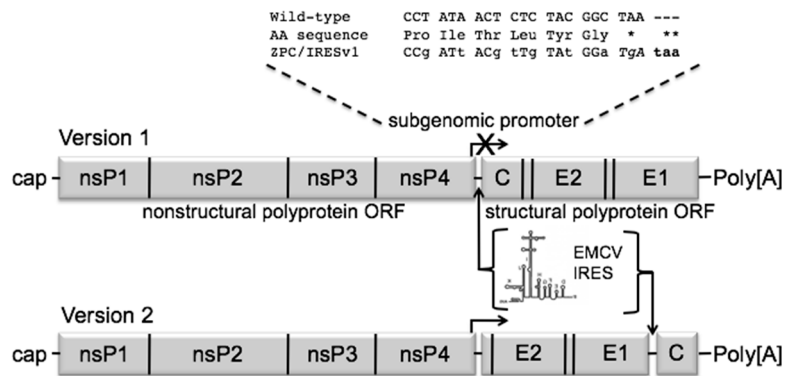 Wild-type CCT ATA ACT CTC TAC GGC TAA ---
AA sequence Pro Ile Thr Leu Tyr Gly * **
ZPC/IRESv1 CCg ATt ACg tTg TAt GGa TgA taa
subgenomic promoter
Version 1
X
cap nsP1 nsP2 nsP3 nsP4 C E2 E1 Poly[A]
nonstructural polyprotein ORF structural polyprotein ORF
EMCV
IRES
Version 2
cap nsP1 nsP2 nsP3 nsP4 E2 E1 C Poly[A]